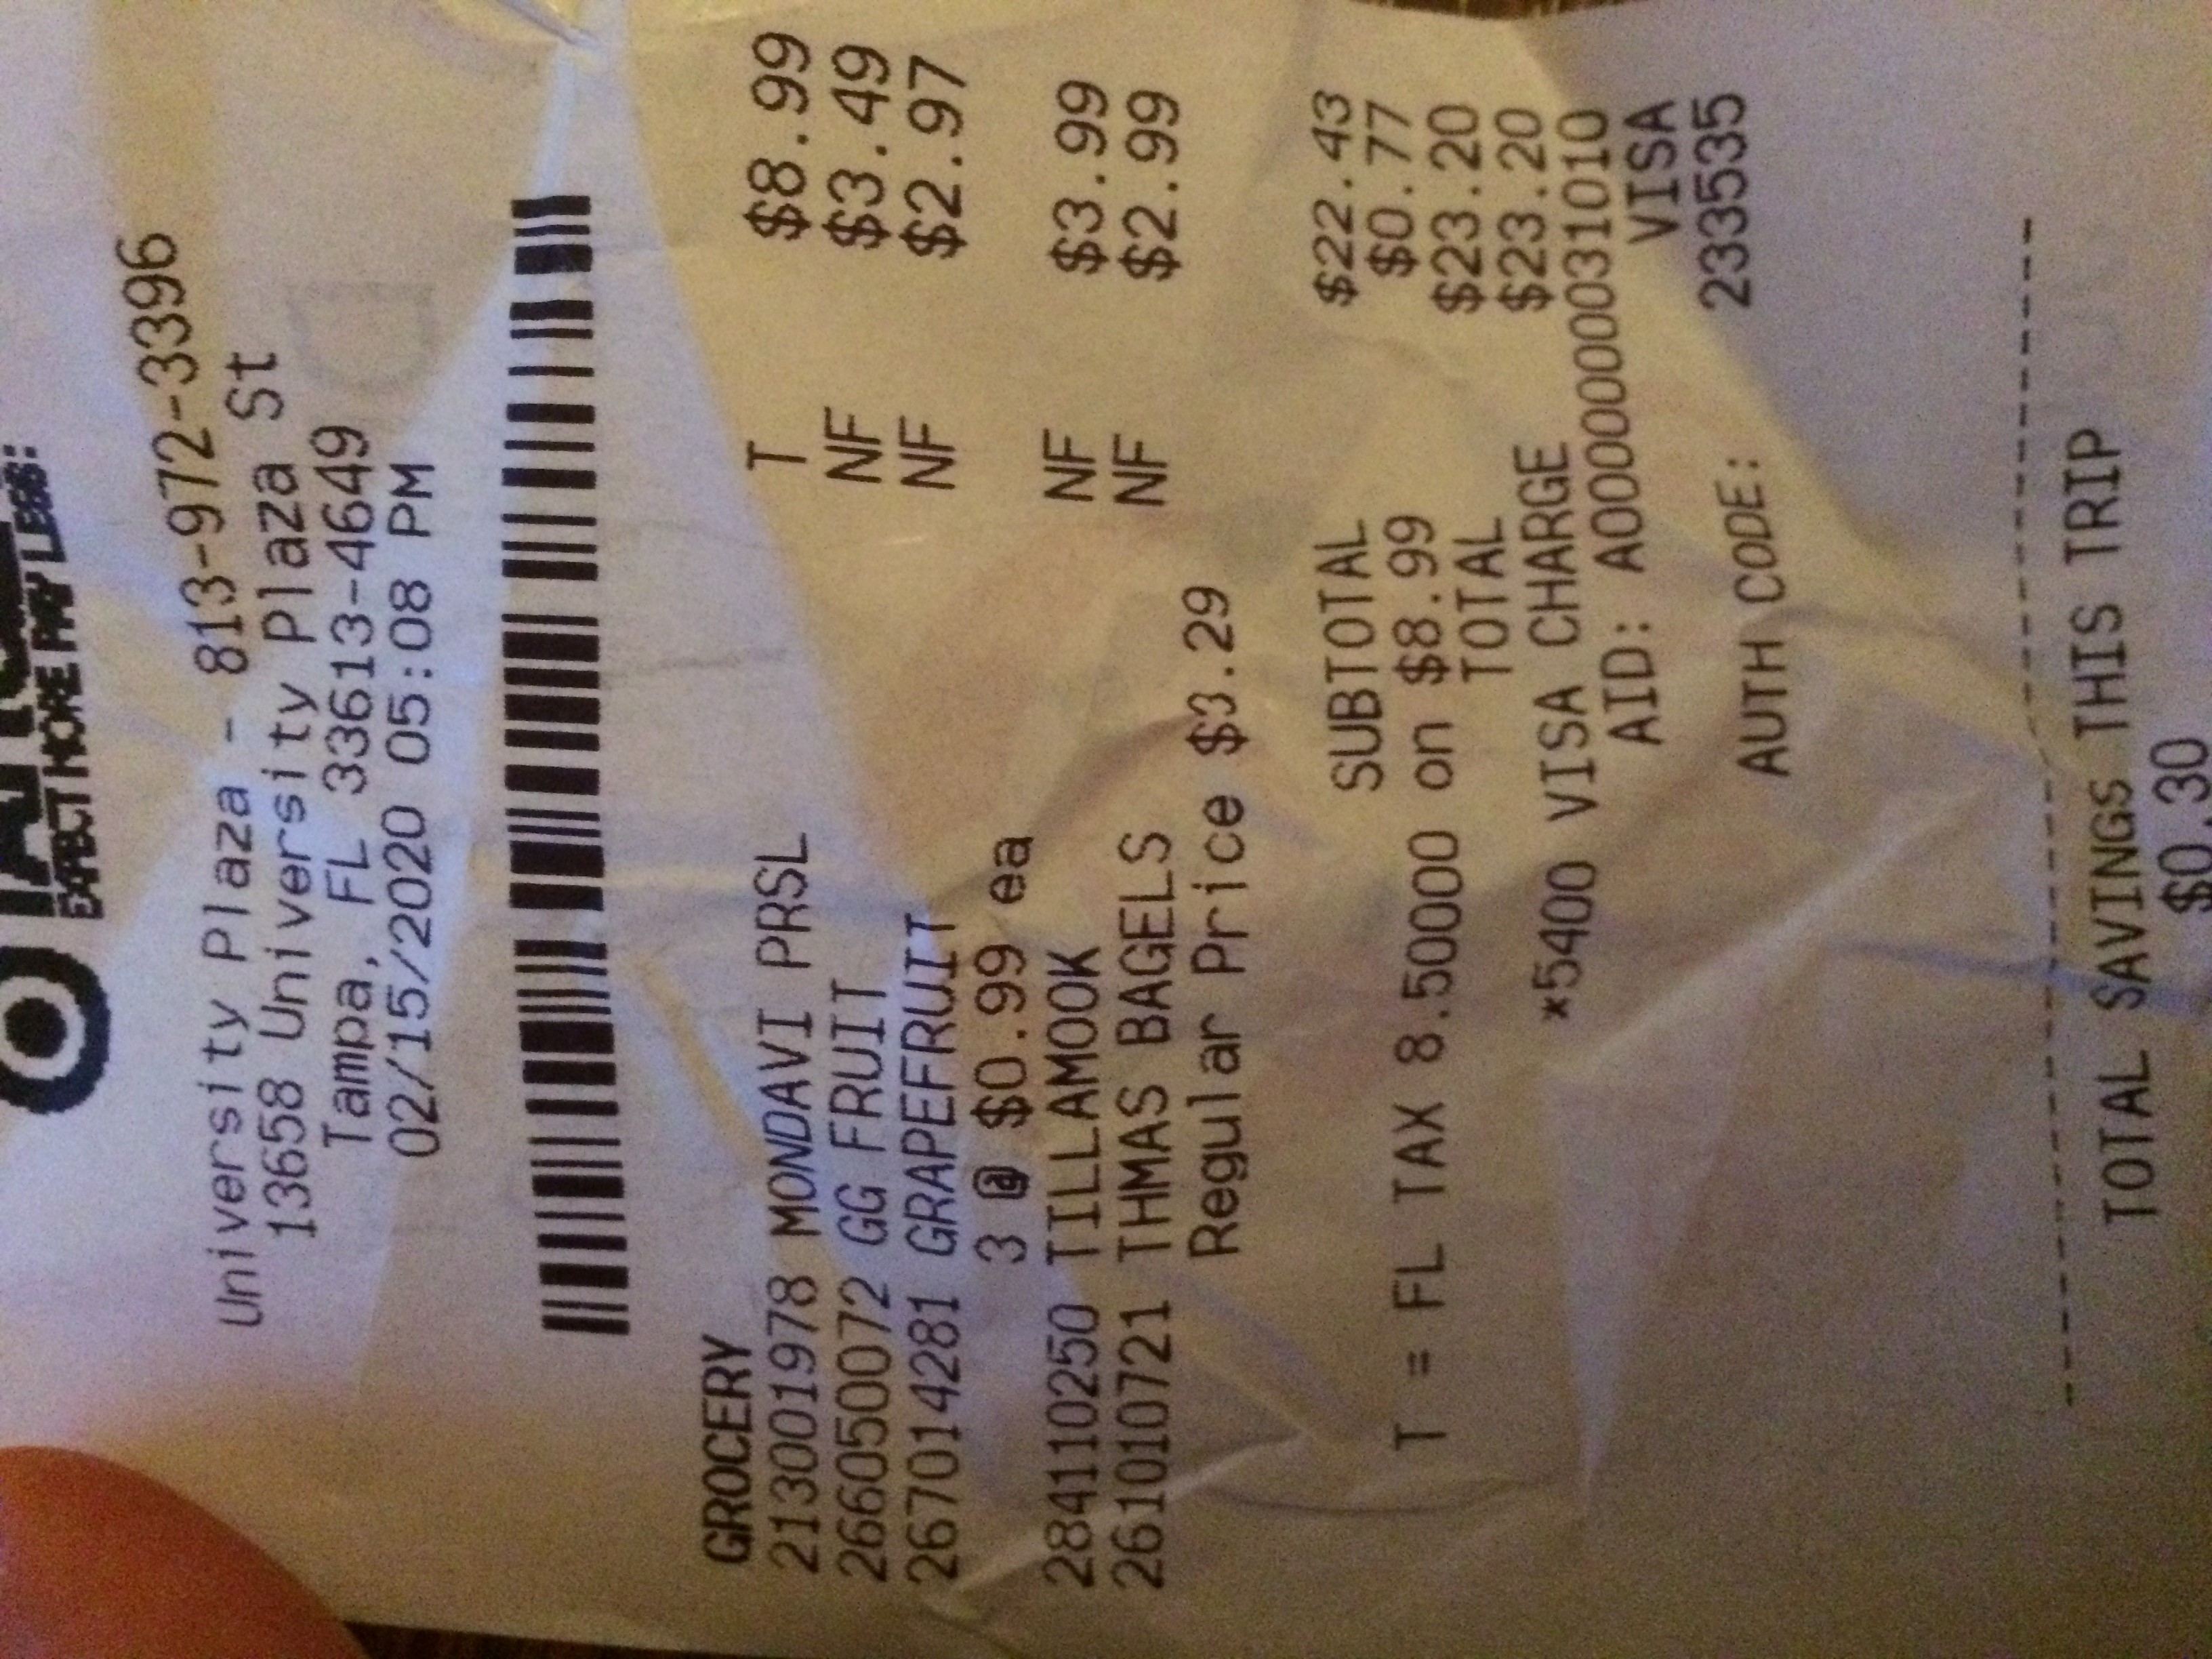 TARGET
EXPECT MORE PAY LESS.
University Plaza - 813-972-3396
13658 University Plaza St
Tampa, FL 33613-4649
02/15/2020 05:08 PM
GROCERY
213001978 MONDAVI PRSL T $8.99
266050072 GG FRUIT NF $3.49
267014281 GRAPEFRUIT NF $2.97
3 @ $0.99 ea
284110250 TILLAMOOK NF $3.99
261010721 THMAS BAGELS NF $2.99
Regular Price $3.29
SUBTOTAL $22.43
T = FL TAX 8.50000 on $8.99 $0.77
TOTAL $23.20
*5400 VISA CHARGE $23.20
AID: A0000000031010
VISA
AUTH CODE: 233535
TOTAL SAVINGS THIS TRIP
$0.30